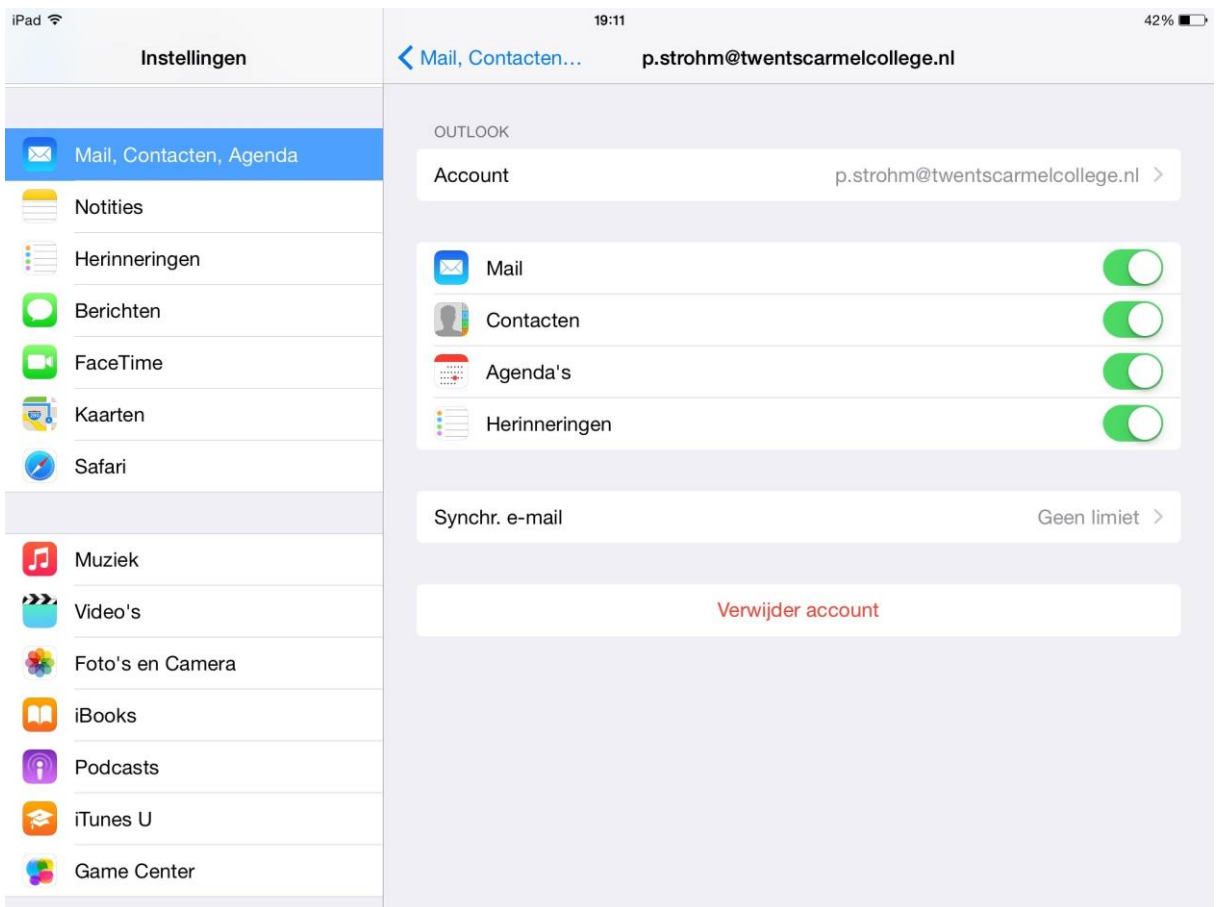 iPad 19:11 42%
Instellingen
Mail, Contacten, Agenda
Notities
Herinneringen
Berichten
FaceTime
Kaarten
Safari
Muziek
Video's
Foto's en Camera
iBooks
Podcasts
iTunes U
Game Center
Mail, Contacten... p.strohm@twentscarmelcollege.nl
OUTLOOK
Account p.strohm@twentscarmelcollege.nl
Mail
Contacten
Agenda's
Herinneringen
Synchr. e-mail Geen limiet
Verwijder account